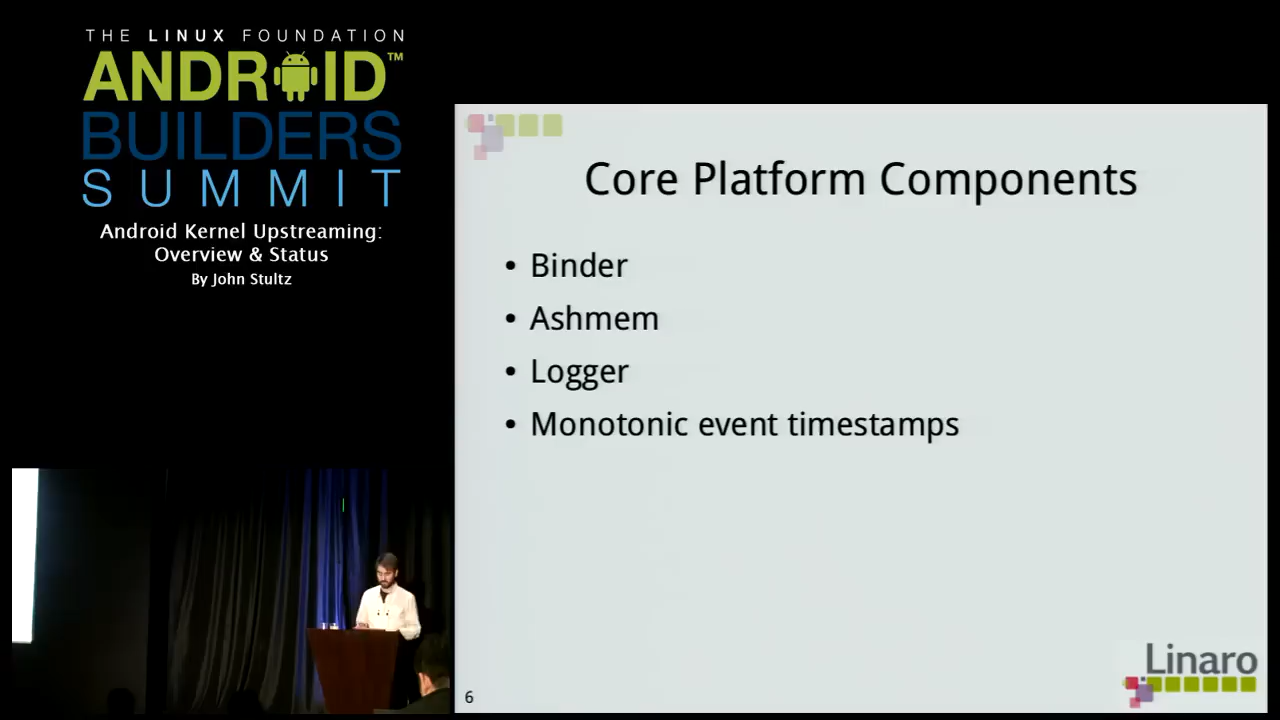 THE LINUX FOUNDATION
ANDROID™
BUILDERS
SUMMIT
Android Kernel Upstreaming:
Overview & Status
By John Stultz
Core Platform Components
• Binder
• Ashmem
• Logger
• Monotonic event timestamps
6
Linaro